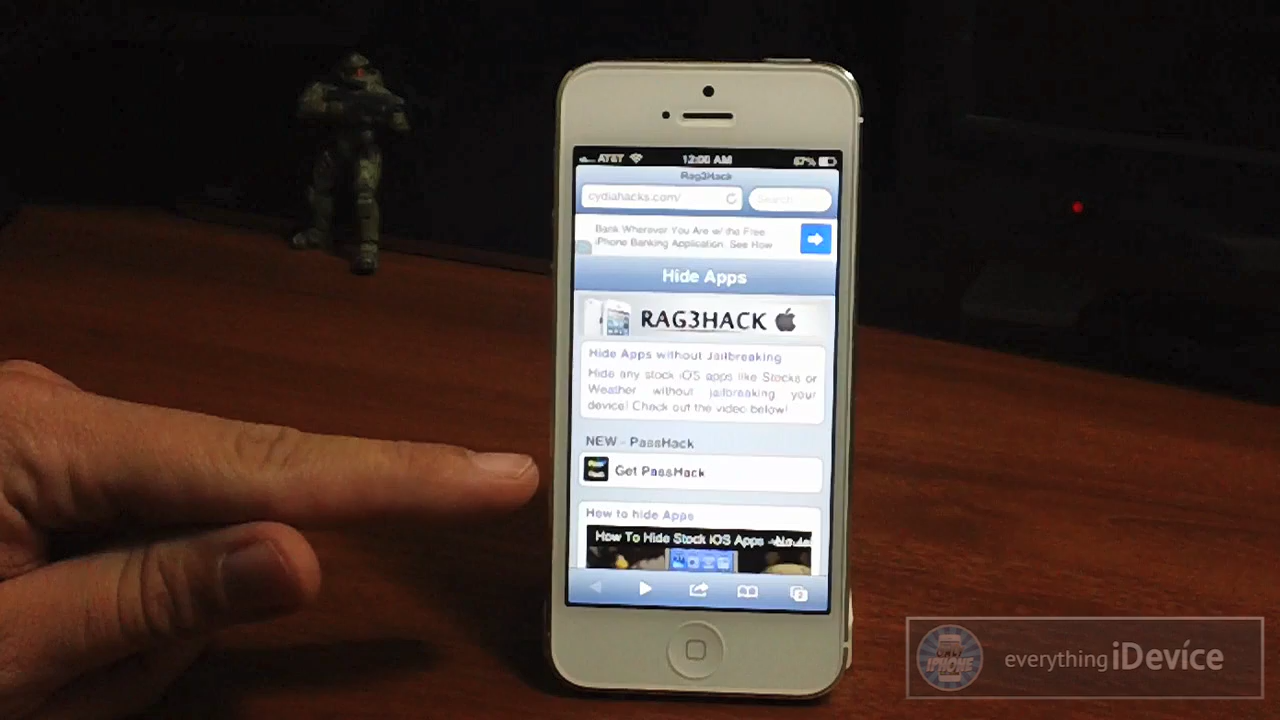 AT&T 12:00 AM 67%
Rag3Hack
cydiahacks.com/ Search
Bank Wherever You Are w/ the Free
iPhone Banking Application. See How
Hide Apps
RAG3HACK
Hide Apps without Jailbreaking
Hide any stock iOS apps like Stocks or
Weather without jailbreaking your
device! Check out the video below!
NEW - PassHack
Get PassHack
How to hide Apps
How To Hide Stock iOS Apps -
2
ONLY
IPHONE
everything iDevice